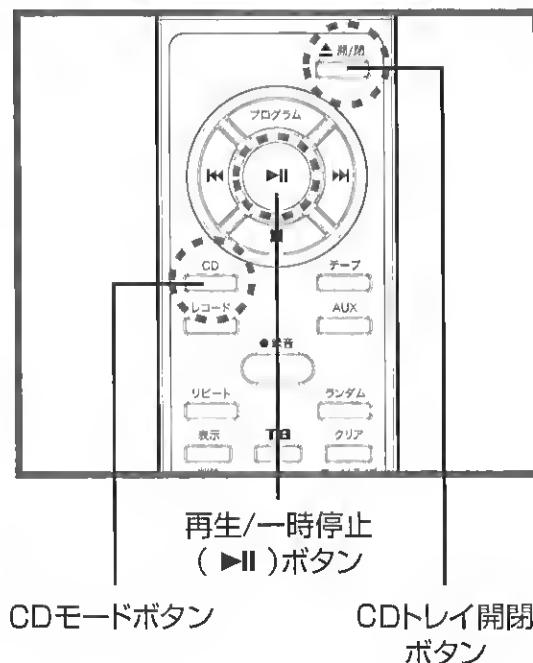 ▲ 開/閉
プログラム
⏮ ▶II ⏭
■
CD テープ
レコード AUX
●録音
リピート ランダム
表示 TG クリア
再生/一時停止
( ▶II )ボタン
CDモードボタン CDトレイ開閉
ボタン